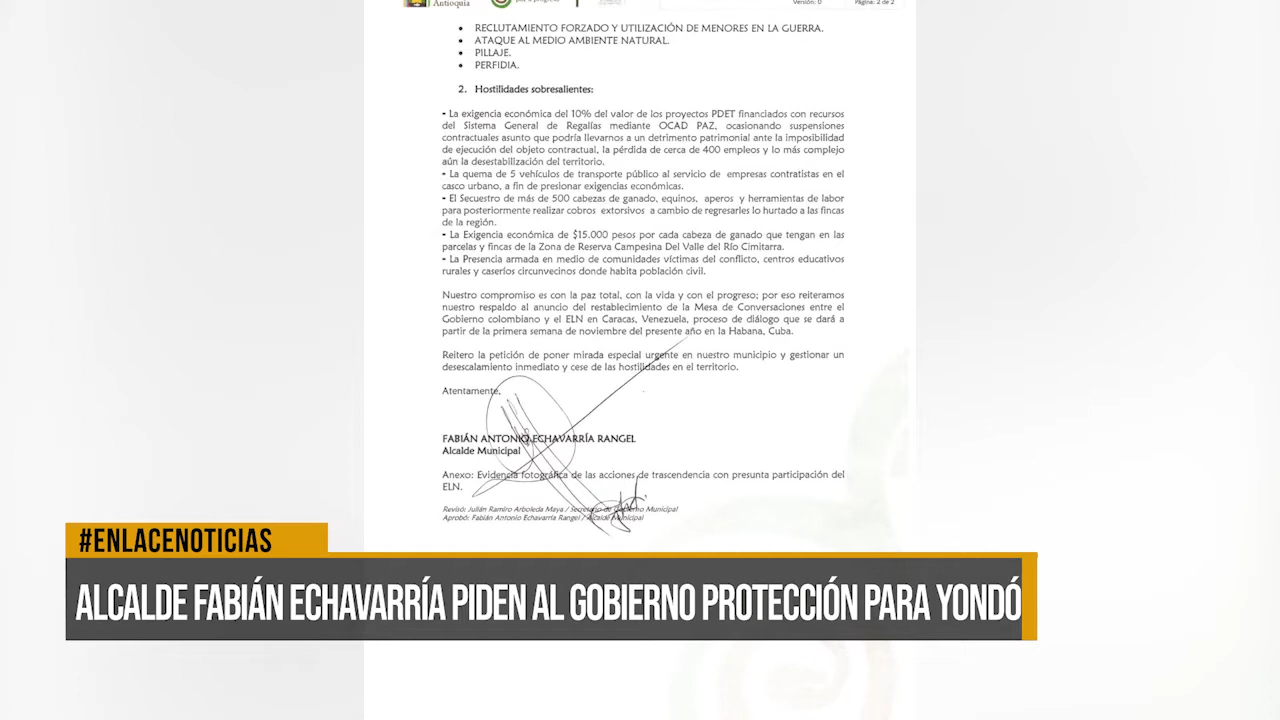 Antioquia
Versión: 0
Página: 2 de 2
• RECLUTAMIENTO FORZADO Y UTILIZACIÓN DE MENORES EN LA GUERRA.
• ATAQUE AL MEDIO AMBIENTE NATURAL.
• PILLAJE.
• PERFIDIA.
2. Hostilidades sobresalientes:
- La exigencia económica del 10% del valor de los proyectos PDET financiados con recursos
del Sistema General de Regalías mediante OCAD PAZ, ocasionando suspensiones
contractuales asunto que podría llevarnos a un detrimento patrimonial ante la imposibilidad
de ejecución del objeto contractual, la pérdida de cerca de 400 empleos y lo más complejo
aún la desestabilización del territorio.
- La quema de 5 vehículos de transporte público al servicio de empresas contratistas en el
casco urbano, a fin de presionar exigencias económicas.
- El Secuestro de más de 500 cabezas de ganado, equinos, aperos y herramientas de labor
para posteriormente realizar cobros extorsivos a cambio de regresarles lo hurtado a las fincas
de la región.
- La Exigencia económica de $15.000 pesos por cada cabeza de ganado que tengan en las
parcelas y fincas de la Zona de Reserva Campesina Del Valle del Río Cimitarra.
- La Presencia armada en medio de comunidades víctimas del conflicto, centros educativos
rurales y caseríos circunvecinos donde habita población civil.
Nuestro compromiso es con la paz total, con la vida y con el progreso; por eso reiteramos
nuestro respaldo al anuncio del restablecimiento de la Mesa de Conversaciones entre el
Gobierno colombiano y el ELN en Caracas, Venezuela, proceso de diálogo que se dará a
partir de la primera semana de noviembre del presente año en la Habana, Cuba.
Reitero la petición de poner mirada especial urgente en nuestro municipio y gestionar un
desescalamiento inmediato y cese de las hostilidades en el territorio.
Atentamente,
FABIÁN ANTONIO ECHAVARRÍA RANGEL
Alcalde Municipal
Anexo: Evidencia fotográfica de las acciones de trascendencia con presunta participación del
ELN.
Revisó: Julián Ramiro Arboleda Maya / Secretario de Gobierno Municipal
Aprobó: Fabián Antonio Echavarría Rangel / Alcalde Municipal
#ENLACENOTICIAS
ALCALDE FABIÁN ECHAVARRÍA PIDEN AL GOBIERNO PROTECCIÓN PARA YONDÓ